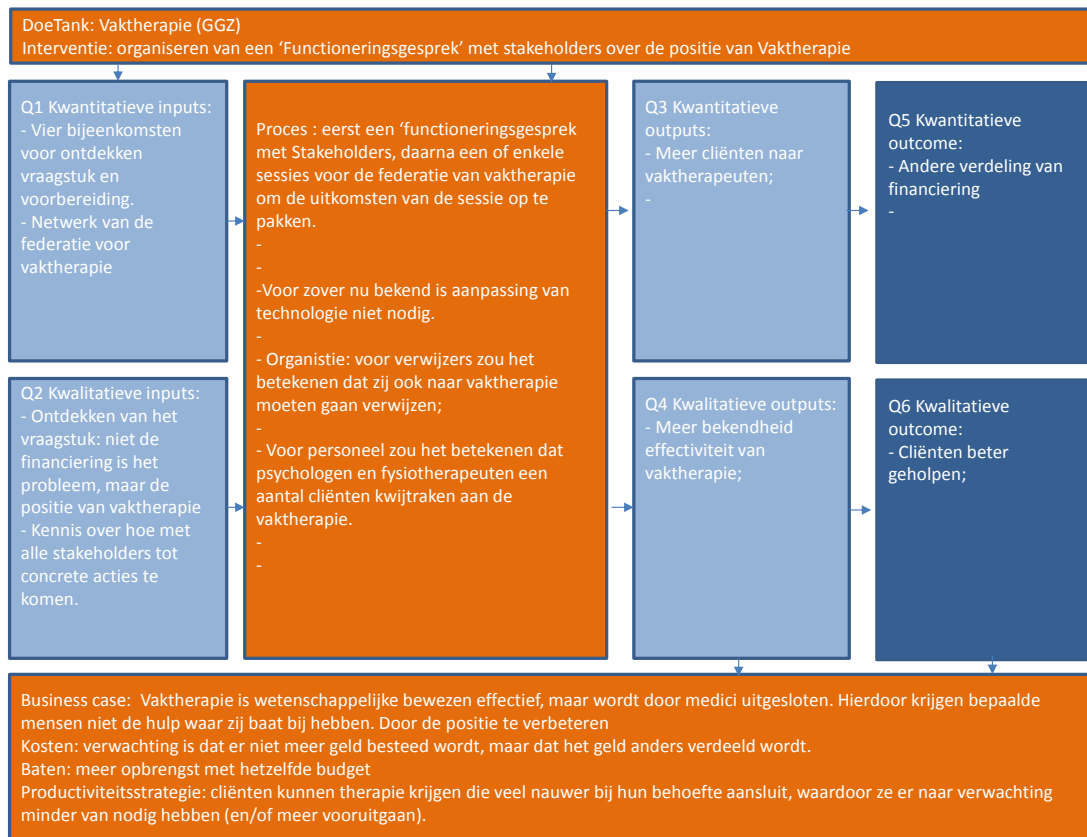 DoeTank: Vaktherapie (GGZ)
Interventie: organiseren van een ‘Functioneringsgesprek’ met stakeholders over de positie van Vaktherapie
Q1 Kwantitatieve inputs:
- Vier bijeenkomsten
voor ontdekken
vraagstuk en
voorbereiding.
- Netwerk van de
federatie voor
vaktherapie
Q2 Kwalitatieve inputs:
- Ontdekken van het
vraagstuk: niet de
financiering is het
probleem, maar de
positie van vaktherapie
- Kennis over hoe met
alle stakeholders tot
concrete acties te
komen.
Proces : eerst een ‘functioneringsgesprek
met Stakeholders, daarna een of enkele
sessies voor de federatie van vaktherapie
om de uitkomsten van de sessie op te
pakken.
-
-
-Voor zover nu bekend is aanpassing van
technologie niet nodig.
-
- Organistie: voor verwijzers zou het
betekenen dat zij ook naar vaktherapie
moeten gaan verwijzen;
-
- Voor personeel zou het betekenen dat
psychologen en fysiotherapeuten een
aantal cliënten kwijtraken aan de
vaktherapie.
-
-
Q3 Kwantitatieve
outputs:
- Meer cliënten naar
vaktherapeuten;
-
Q4 Kwalitatieve outputs:
- Meer bekendheid
effectiviteit van
vaktherapie;
Q5 Kwantitatieve
outcome:
- Andere verdeling van
financiering
-
Q6 Kwalitatieve
outcome:
- Cliënten beter
geholpen;
Business case: Vaktherapie is wetenschappelijke bewezen effectief, maar wordt door medici uitgesloten. Hierdoor krijgen bepaalde
mensen niet de hulp waar zij baat bij hebben. Door de positie te verbeteren
Kosten: verwachting is dat er niet meer geld besteed wordt, maar dat het geld anders verdeeld wordt.
Baten: meer opbrengst met hetzelfde budget
Productiviteitsstrategie: cliënten kunnen therapie krijgen die veel nauwer bij hun behoefte aansluit, waardoor ze er naar verwachting
minder van nodig hebben (en/of meer vooruitgaan).